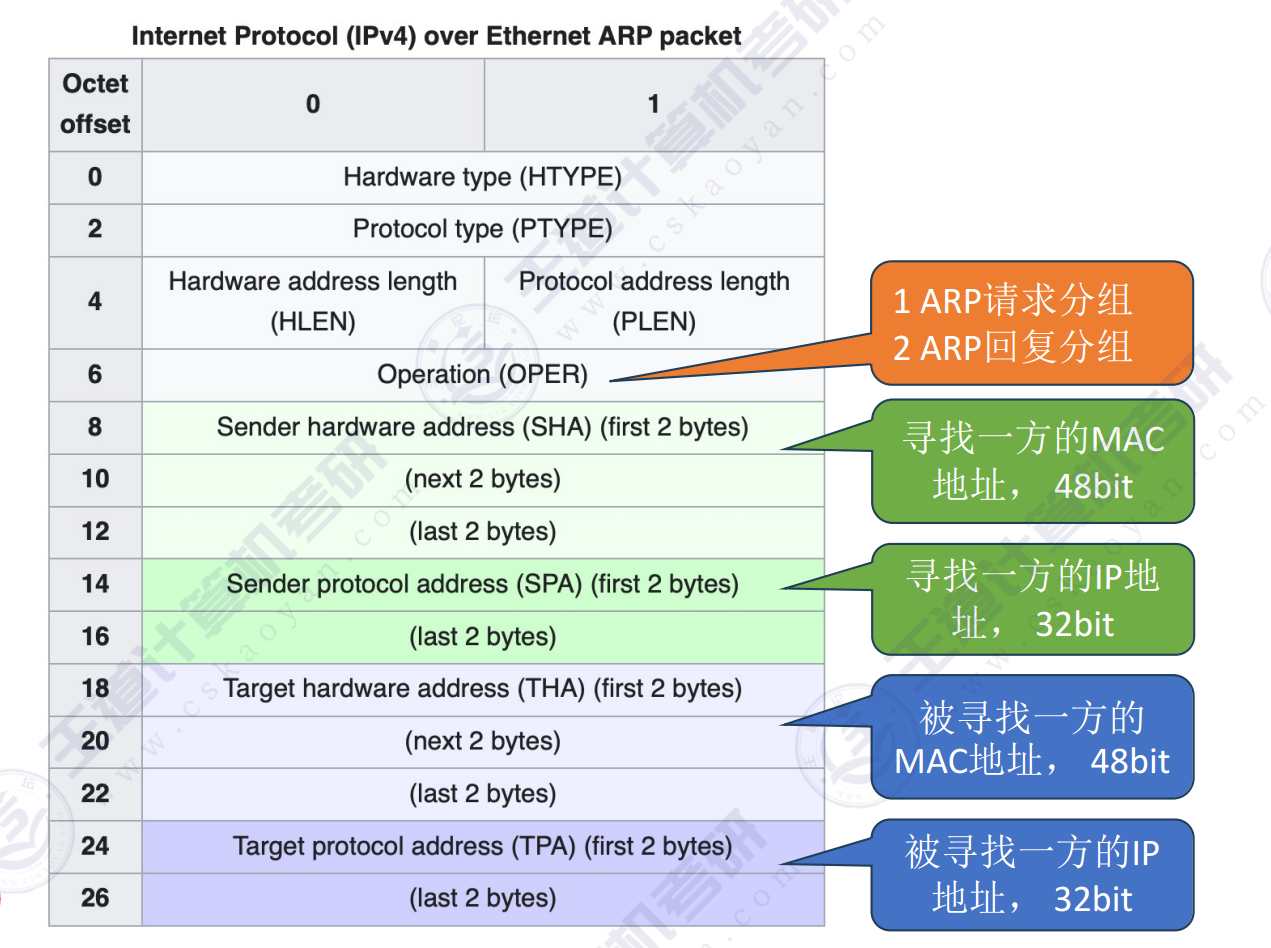 Internet Protocol (IPv4) over Ethernet ARP packet
Octet
offset
0
1
0
Hardware type (HTYPE)
2
Protocol type (PTYPE)
4
Hardware address length
(HLEN)
Protocol address length
(PLEN)
6
Operation (OPER)
8
Sender hardware address (SHA) (first 2 bytes)
10
(next 2 bytes)
12
(last 2 bytes)
14
Sender protocol address (SPA) (first 2 bytes)
16
(last 2 bytes)
18
Target hardware address (THA) (first 2 bytes)
20
(next 2 bytes)
22
(last 2 bytes)
24
Target protocol address (TPA) (first 2 bytes)
26
(last 2 bytes)
1 ARP请求分组
2 ARP回复分组
寻找一方的MAC
地址， 48bit
寻找一方的IP地
址， 32bit
被寻找一方的
MAC地址， 48bit
被寻找一方的IP
地址， 32bit
王道计算机考研
www.cskaoyan.com